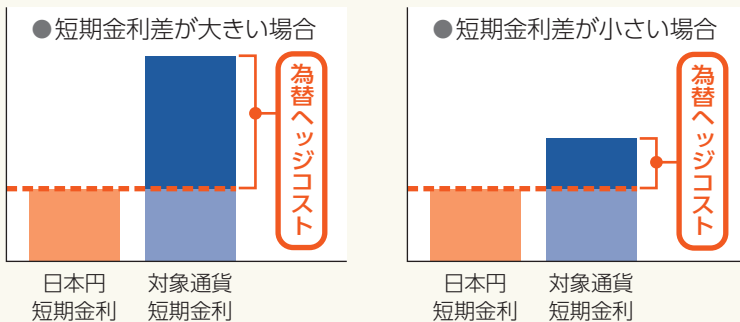 ●短期金利差が大きい場合
為替ヘッジコスト
日本円
短期金利
対象通貨
短期金利
●短期金利差が小さい場合
為替ヘッジコスト
日本円
短期金利
対象通貨
短期金利